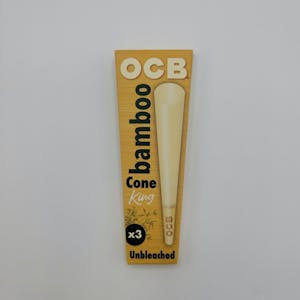 OCB
bamboo
Cone
King
x3
Unbleached
OCB